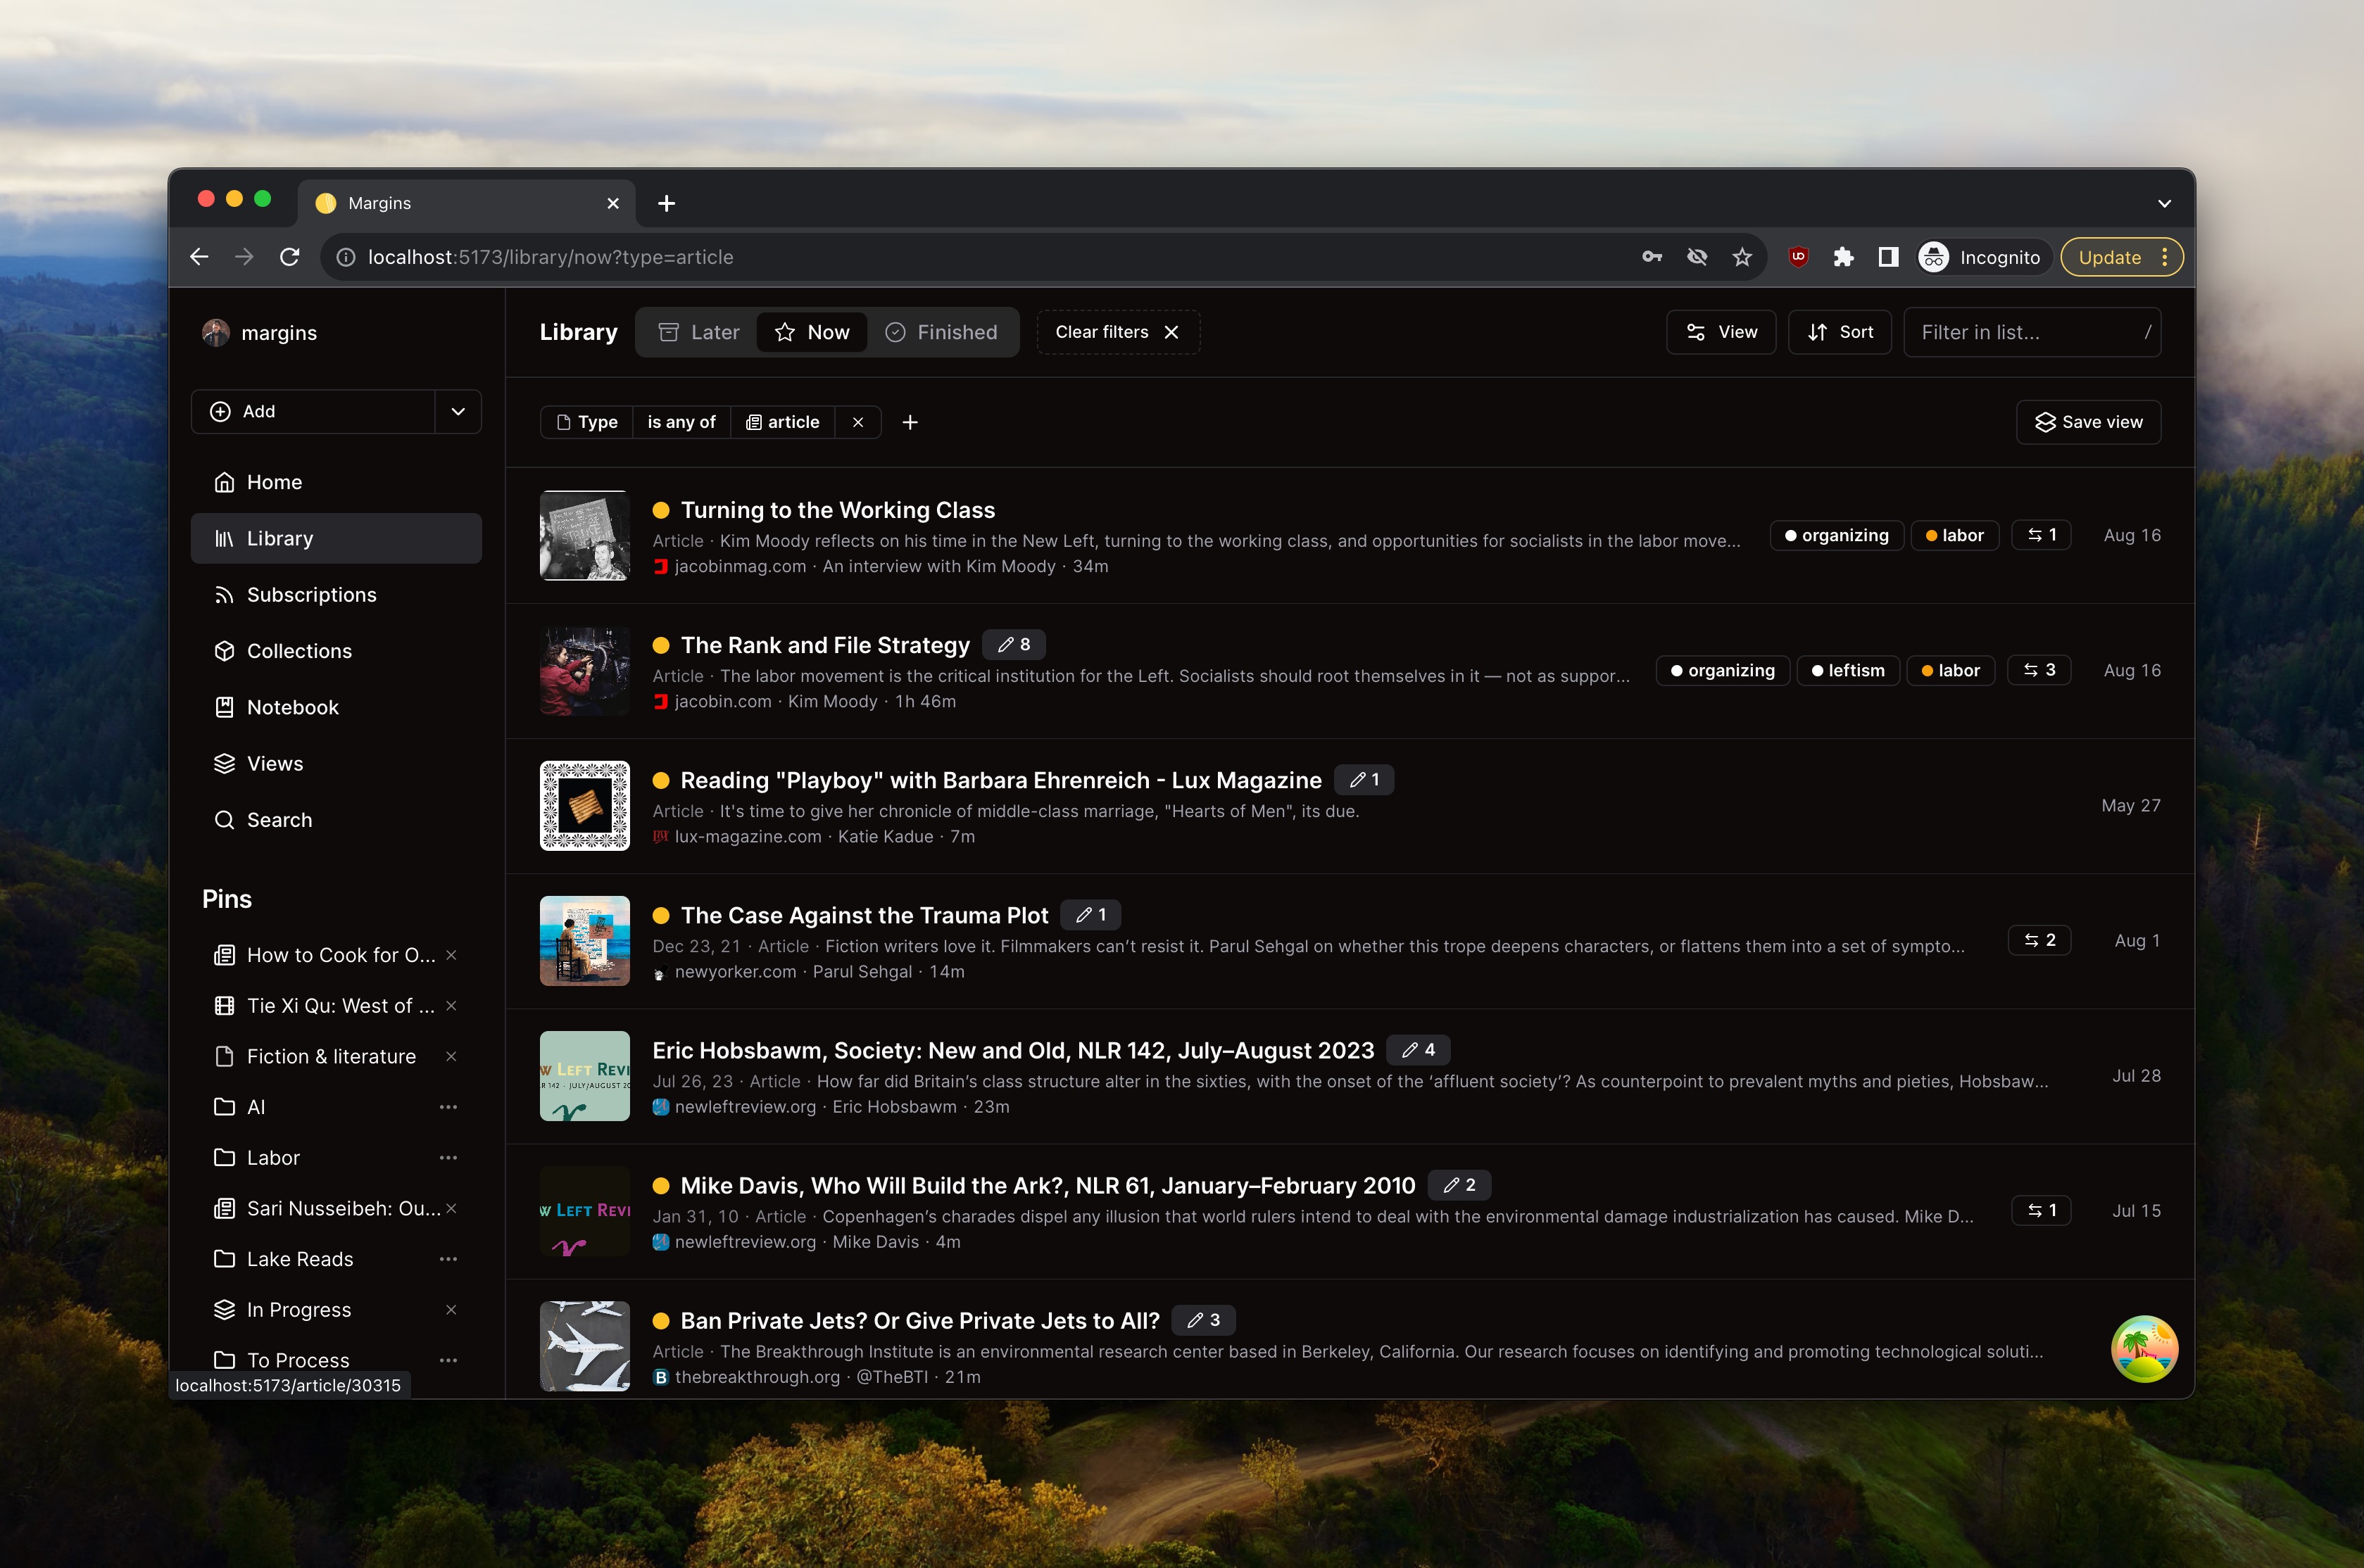 Margins
localhost:5173/library/now?type=article
Incognito
Update
margins
Add
Home
Library
Subscriptions
Collections
Notebook
Views
Search
Pins
How to Cook for O...
Tie Xi Qu: West of ...
Fiction & literature
AI
Labor
Sari Nusseibeh: Ou...
Lake Reads
In Progress
To Process
localhost:5173/article/30315
Library
Later
Now
Finished
Clear filters
View
Sort
Filter in list...
/
Type is any of article
Save view
Turning to the Working Class
Article · Kim Moody reflects on his time in the New Left, turning to the working class, and opportunities for socialists in the labor move...
jacobinmag.com · An interview with Kim Moody · 34m
organizing labor 1 Aug 16
The Rank and File Strategy 8
Article · The labor movement is the critical institution for the Left. Socialists should root themselves in it — not as suppor...
jacobin.com · Kim Moody · 1h 46m
organizing leftism labor 3 Aug 16
Reading "Playboy" with Barbara Ehrenreich - Lux Magazine 1
Article · It's time to give her chronicle of middle-class marriage, "Hearts of Men", its due.
lux-magazine.com · Katie Kadue · 7m
May 27
The Case Against the Trauma Plot 1
Dec 23, 21 · Article · Fiction writers love it. Filmmakers can’t resist it. Parul Sehgal on whether this trope deepens characters, or flattens them into a set of sympto...
newyorker.com · Parul Sehgal · 14m
2 Aug 1
W LEFT REVI
R 142 · JULY/AUGUST 20
Eric Hobsbawm, Society: New and Old, NLR 142, July–August 2023 4
Jul 26, 23 · Article · How far did Britain’s class structure alter in the sixties, with the onset of the ‘affluent society’? As counterpoint to prevalent myths and pieties, Hobsbaw...
newleftreview.org · Eric Hobsbawm · 23m
Jul 28
W LEFT REVI
Mike Davis, Who Will Build the Ark?, NLR 61, January–February 2010 2
Jan 31, 10 · Article · Copenhagen’s charades dispel any illusion that world rulers intend to deal with the environmental damage industrialization has caused. Mike D...
newleftreview.org · Mike Davis · 4m
1 Jul 15
Ban Private Jets? Or Give Private Jets to All? 3
Article · The Breakthrough Institute is an environmental research center based in Berkeley, California. Our research focuses on identifying and promoting technological soluti...
B thebreakthrough.org · @TheBTI · 21m